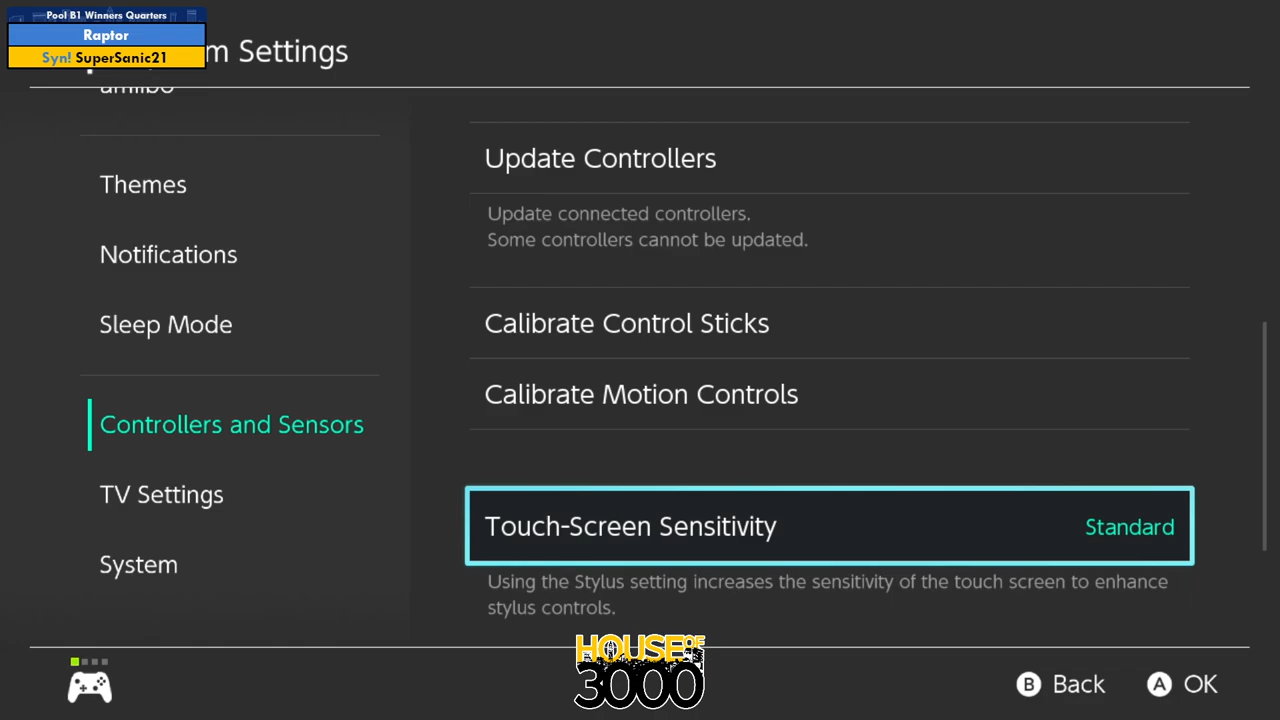 Pool B1 Winners Quarters
Raptor
Syn! SuperSanic21
m Settings
amiibo
Themes
Notifications
Sleep Mode
Controllers and Sensors
TV Settings
System
Update Controllers
Update connected controllers.
Some controllers cannot be updated.
Calibrate Control Sticks
Calibrate Motion Controls
Touch-Screen Sensitivity Standard
Using the Stylus setting increases the sensitivity of the touch screen to enhance
stylus controls.
HOUSE OF
3000
B Back A OK